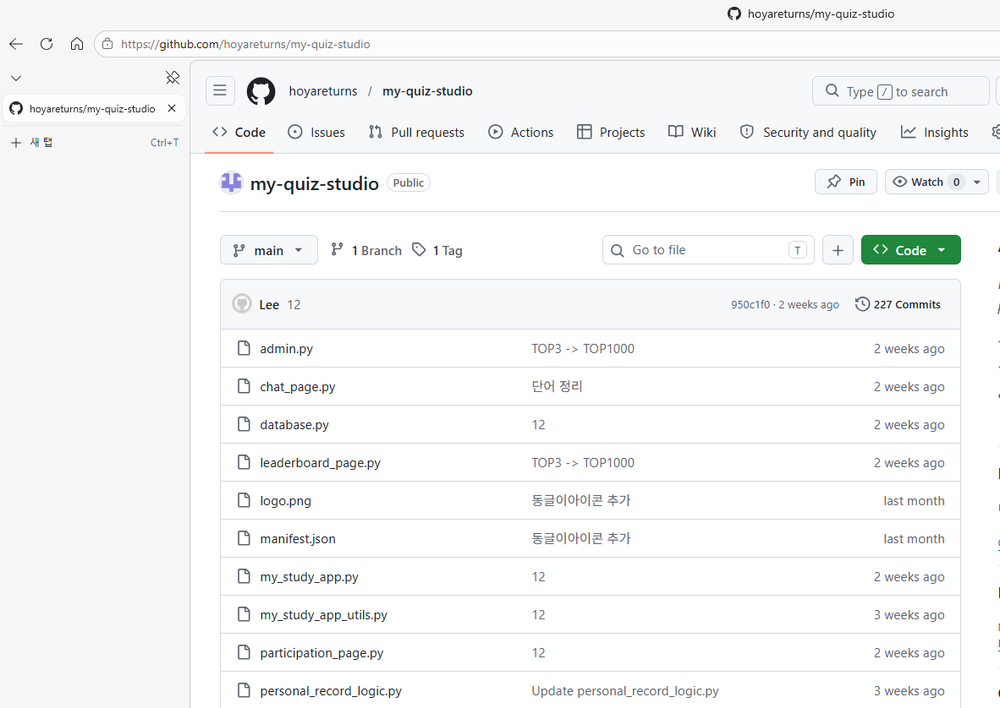 hoyareturns/my-quiz-studio
https://github.com/hoyareturns/my-quiz-studio
hoyareturns/my-quiz-studio
새 탭 Ctrl+T
hoyareturns / my-quiz-studio
Type / to search
Code Issues Pull requests Actions Projects Wiki Security and quality Insights
my-quiz-studio Public
Pin Watch 0
main 1 Branch 1 Tag
Go to file T
Code
Lee 12 950c1f0 · 2 weeks ago 227 Commits
admin.py TOP3 -> TOP1000 2 weeks ago
chat_page.py 단어 정리 2 weeks ago
database.py 12 2 weeks ago
leaderboard_page.py TOP3 -> TOP1000 2 weeks ago
logo.png 동글이아이콘 추가 last month
manifest.json 동글이아이콘 추가 last month
my_study_app.py 12 2 weeks ago
my_study_app_utils.py 12 3 weeks ago
participation_page.py 12 2 weeks ago
personal_record_logic.py Update personal_record_logic.py 3 weeks ago